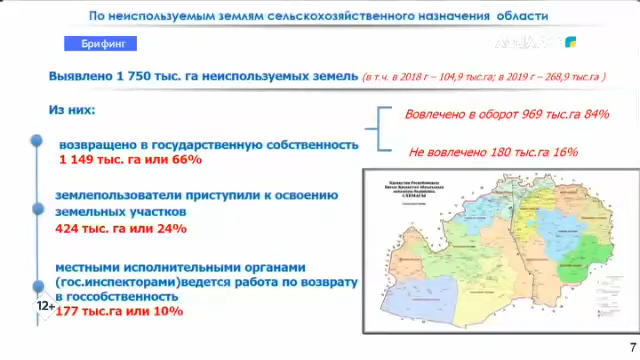 По неиспользуемым землям сельскохозяйственного назначения области
Брифинг
Выявлено 1 750 тыс. га неиспользуемых земель (в т.ч. в 2018 г – 104,9 тыс.га; в 2019 г – 268,9 тыс.га )
Из них:
Вовлечено в оборот 969 тыс.га 84%
возвращено в государственную собственность
1 149 тыс. га или 66%
Не вовлечено 180 тыс.га 16%
землепользователи приступили к освоению
земельных участков
424 тыс. га или 24%
местными исполнительными органами
(гос.инспекторами)ведется работа по возврату
в госсобственность
177 тыс.га или 10%
12+
7